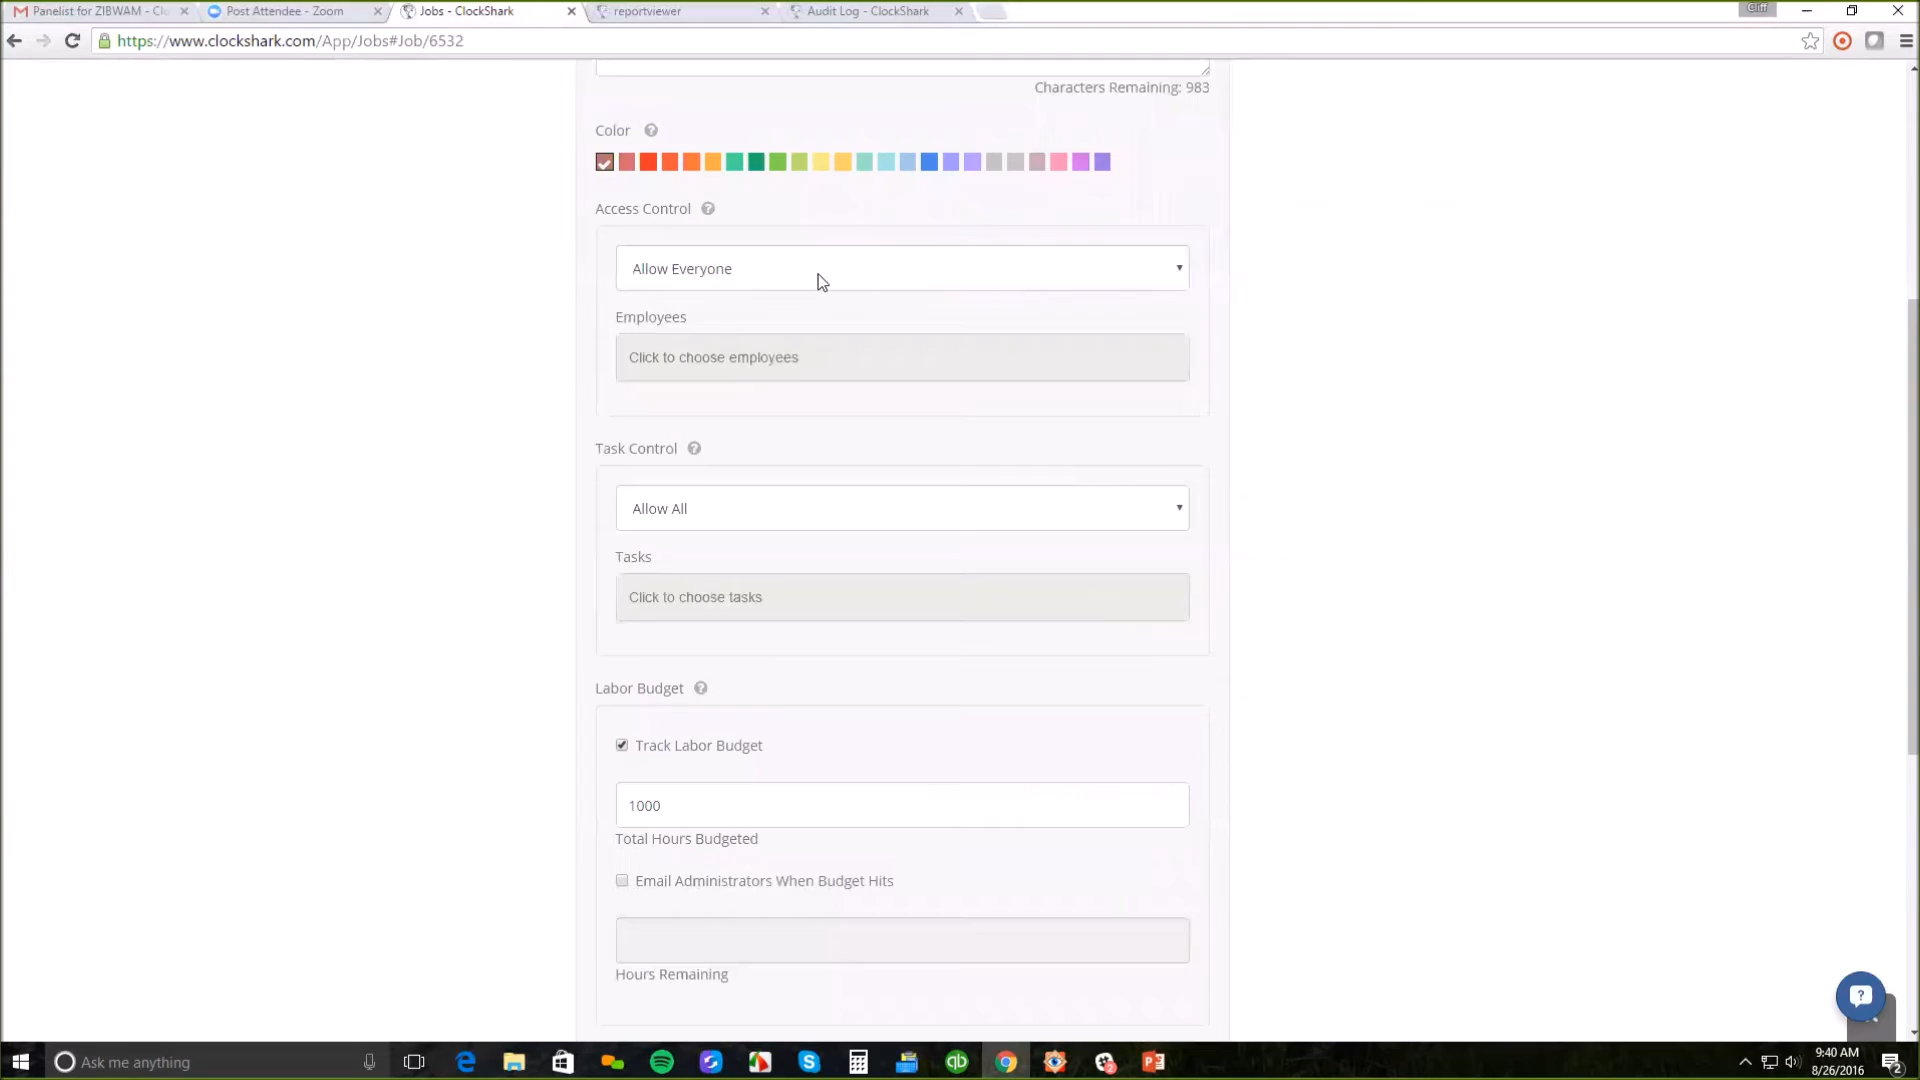 Panelist for ZIBWAM - Cl
Post Attendee - Zoom
Jobs - ClockShark
reportviewer
Audit Log - ClockShark
Cliff
https://www.clockshark.com/App/Jobs#Job/6532
Characters Remaining: 983
Color
Access Control
Allow Everyone
Employees
Click to choose employees
Task Control
Allow All
Tasks
Click to choose tasks
Labor Budget
Track Labor Budget
1000
Total Hours Budgeted
Email Administrators When Budget Hits
Hours Remaining
Ask me anything
9:40 AM
8/26/2016
2